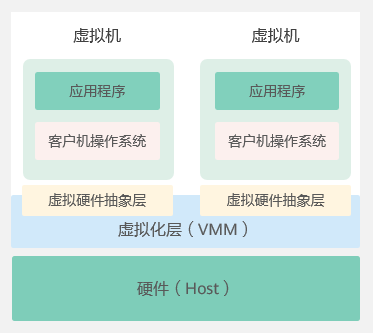 虚拟机 虚拟机
应用程序 应用程序
客户机操作系统 客户机操作系统
虚拟硬件抽象层 虚拟硬件抽象层
虚拟化层（VMM）
硬件（Host）